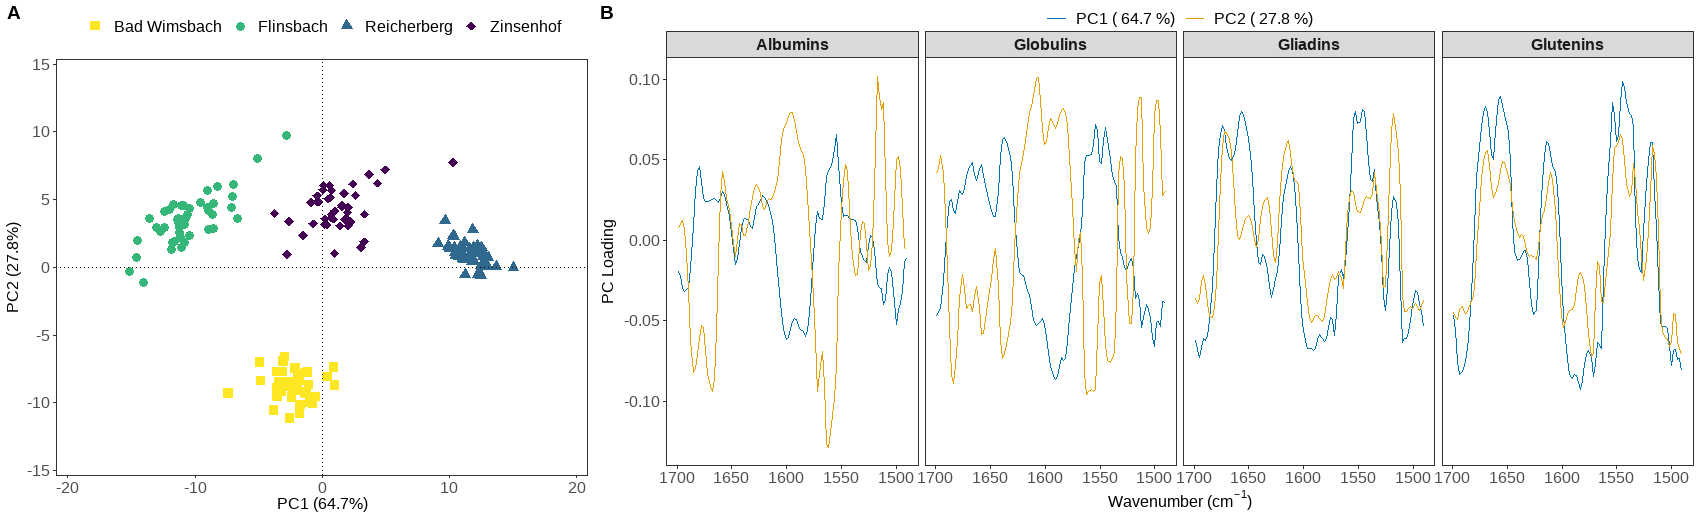 A
Bad Wimsbach Flinsbach Reicherberg Zinsenhof
15
10
5
0
-5
-10
-15
-20 -10 0 10 20
PC1 (64.7%)
PC2 (27.8%)
B
PC1 ( 64.7 %) PC2 ( 27.8 %)
Albumins Globulins Gliadins Glutenins
0.10
0.05
0.00
-0.05
-0.10
PC Loading
1700 1650 1600 1550 1500 1700 1650 1600 1550 1500 1700 1650 1600 1550 1500 1700 1650 1600 1550 1500
Wavenumber (cm⁻¹)